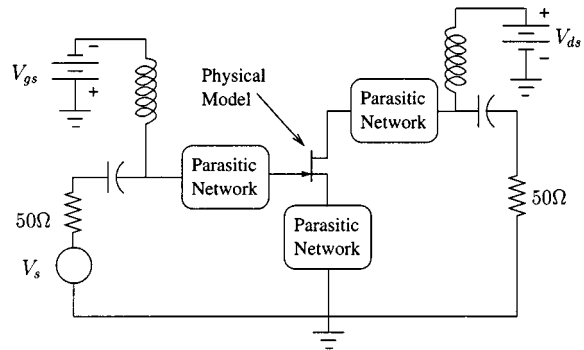 +
V_ds
−
−
V_gs
+
Physical
Model
Parasitic
Network
Parasitic
Network
50Ω
50Ω
Parasitic
Network
V_s